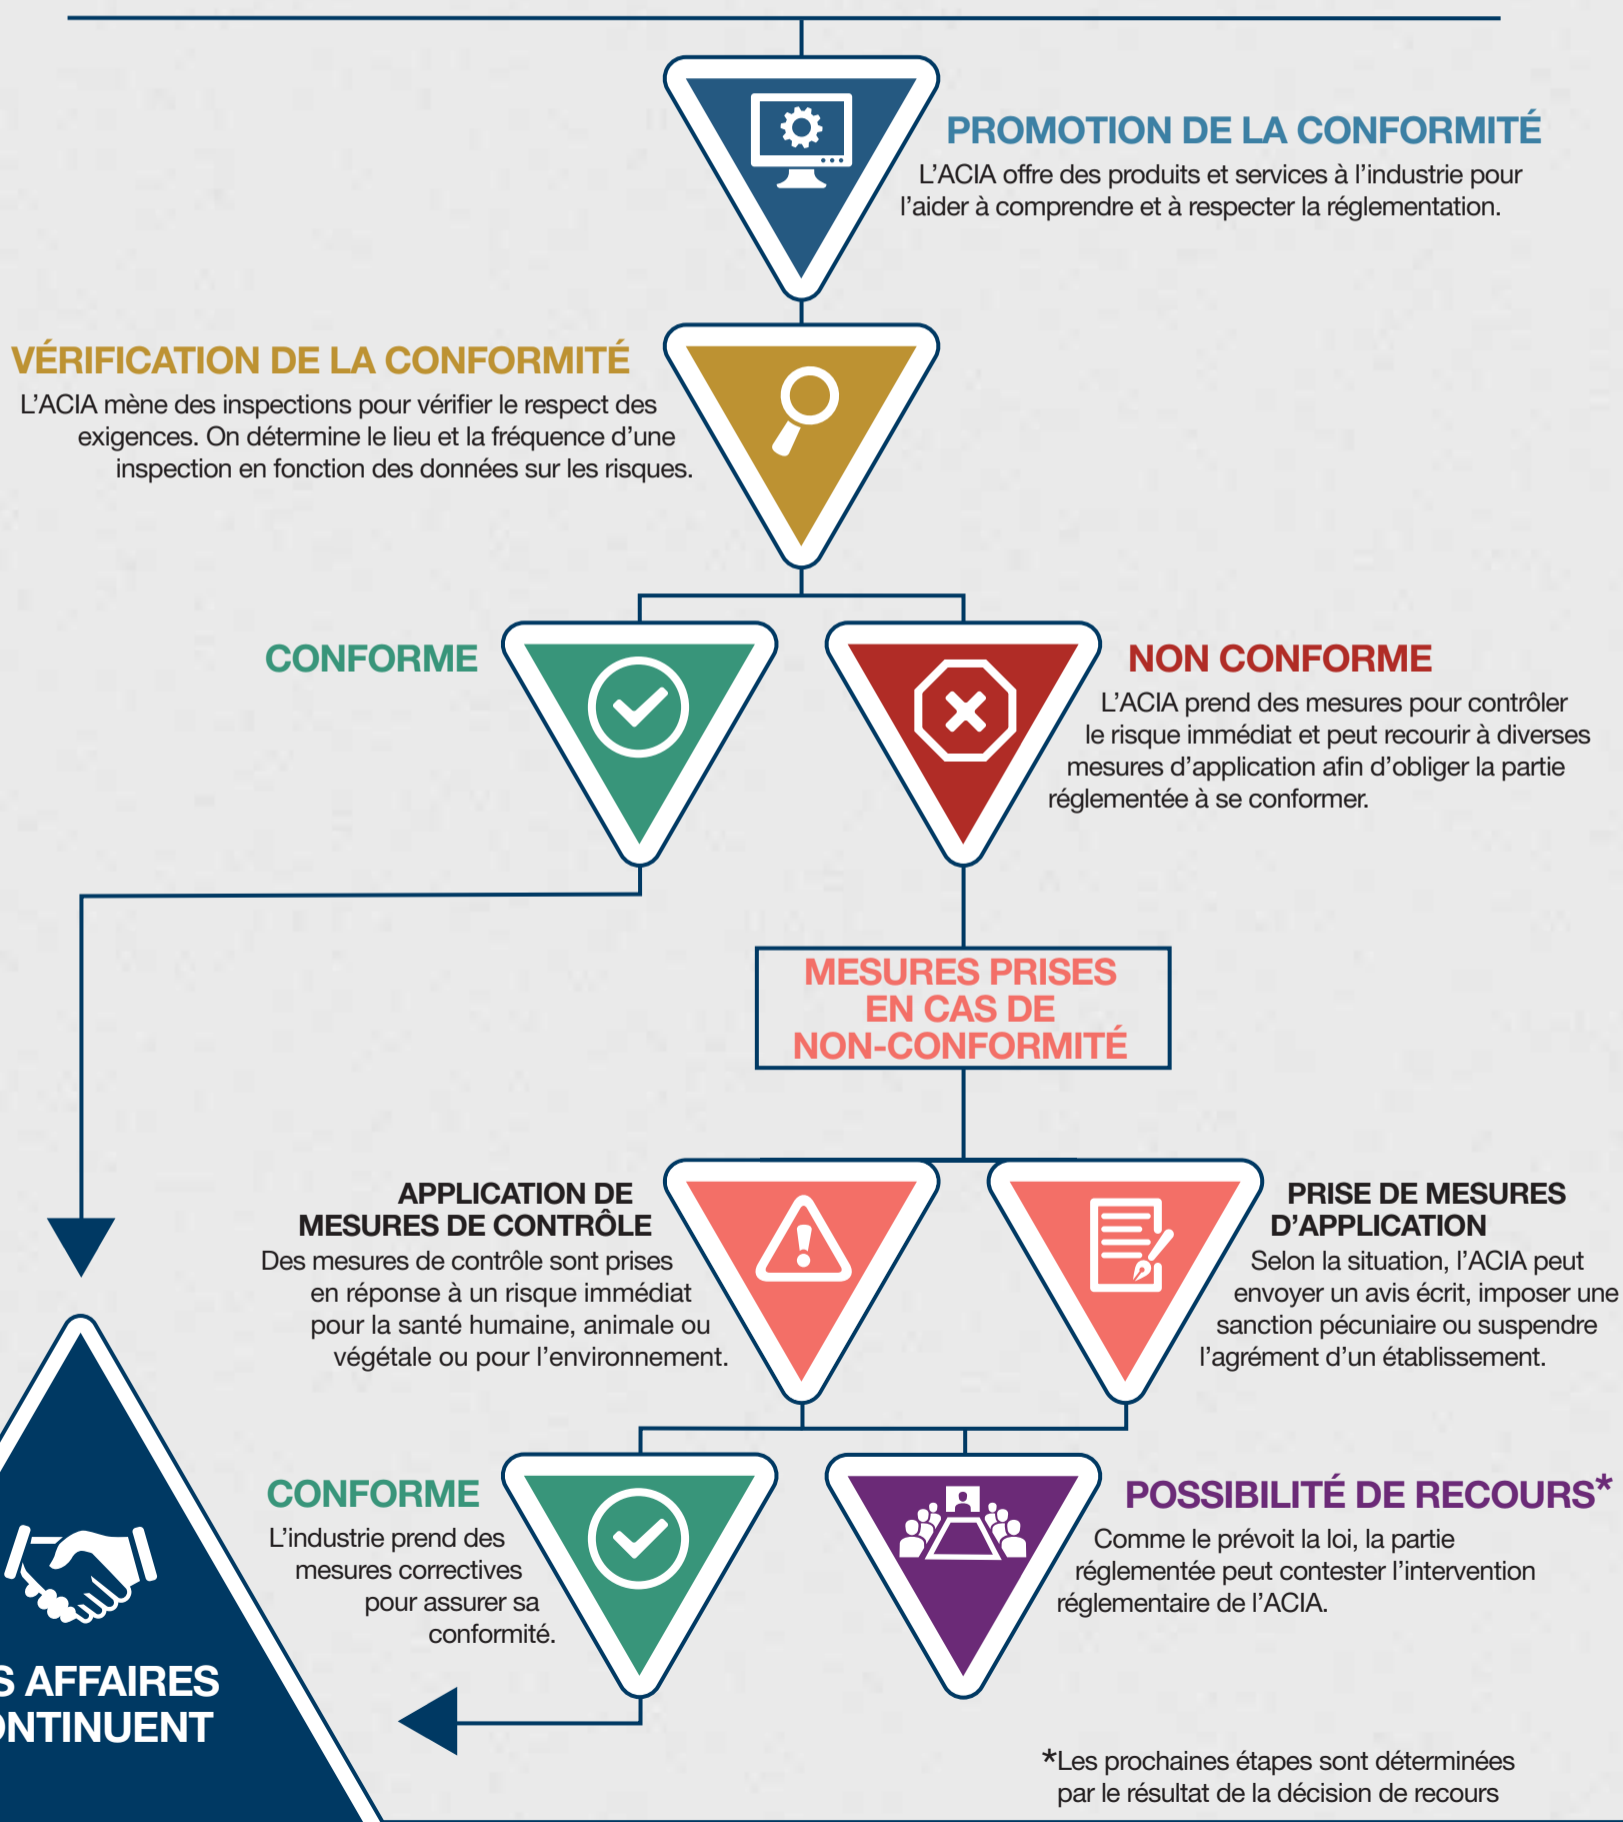 PROMOTION DE LA CONFORMITÉ
L'ACIA offre des produits et services à l'industrie pour
l'aider à comprendre et à respecter la réglementation.
VÉRIFICATION DE LA CONFORMITÉ
L'ACIA mène des inspections pour vérifier le respect des
exigences. On détermine le lieu et la fréquence d'une
inspection en fonction des données sur les risques.
CONFORME
NON CONFORME
L'ACIA prend des mesures pour contrôler
le risque immédiat et peut recourir à diverses
mesures d'application afin d'obliger la partie
réglementée à se conformer.
MESURES PRISES
EN CAS DE
NON-CONFORMITÉ
APPLICATION DE
MESURES DE CONTRÔLE
Des mesures de contrôle sont prises
en réponse à un risque immédiat
pour la santé humaine, animale ou
végétale ou pour l'environnement.
PRISE DE MESURES
D'APPLICATION
Selon la situation, l'ACIA peut
envoyer un avis écrit, imposer une
sanction pécuniaire ou suspendre
l'agrément d'un établissement.
CONFORME
L'industrie prend des
mesures correctives
pour assurer sa
conformité.
POSSIBILITÉ DE RECOURS*
Comme le prévoit la loi, la partie
réglementée peut contester l'intervention
réglementaire de l'ACIA.
S AFFAIRES
ONTINUENT
*Les prochaines étapes sont déterminées
par le résultat de la décision de recours